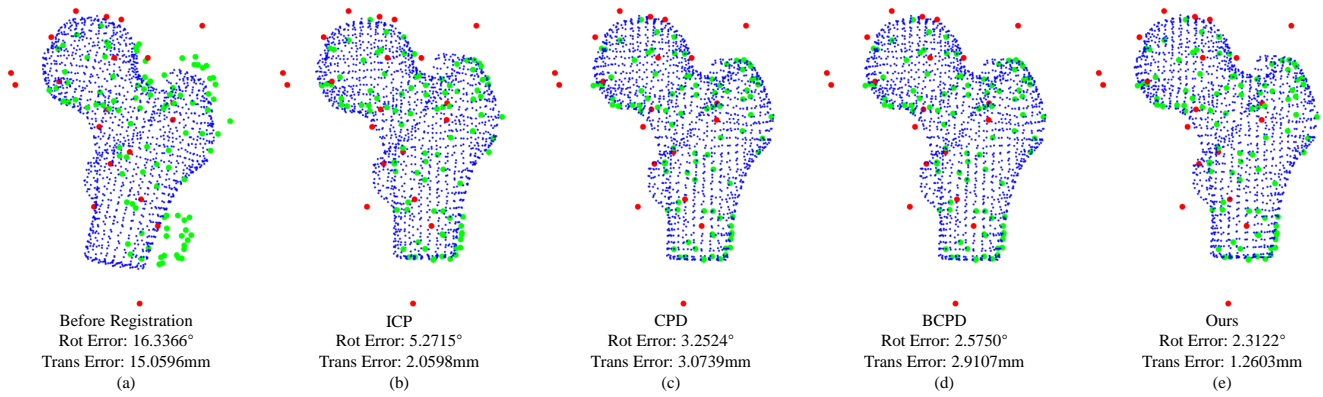 Before Registration
Rot Error: 16.3366°
Trans Error: 15.0596mm
(a)
ICP
Rot Error: 5.2715°
Trans Error: 2.0598mm
(b)
CPD
Rot Error: 3.2524°
Trans Error: 3.0739mm
(c)
BCPD
Rot Error: 2.5750°
Trans Error: 2.9107mm
(d)
Ours
Rot Error: 2.3122°
Trans Error: 1.2603mm
(e)